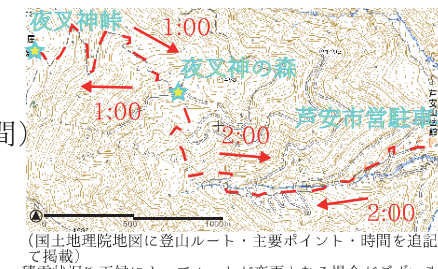 夜叉神峠
1:00
夜叉神の森
1:00
間)
芦安市営駐車
2:00
2:00
(国土地理院地図に登山ルート・主要ポイント・時間を追記
て掲載)